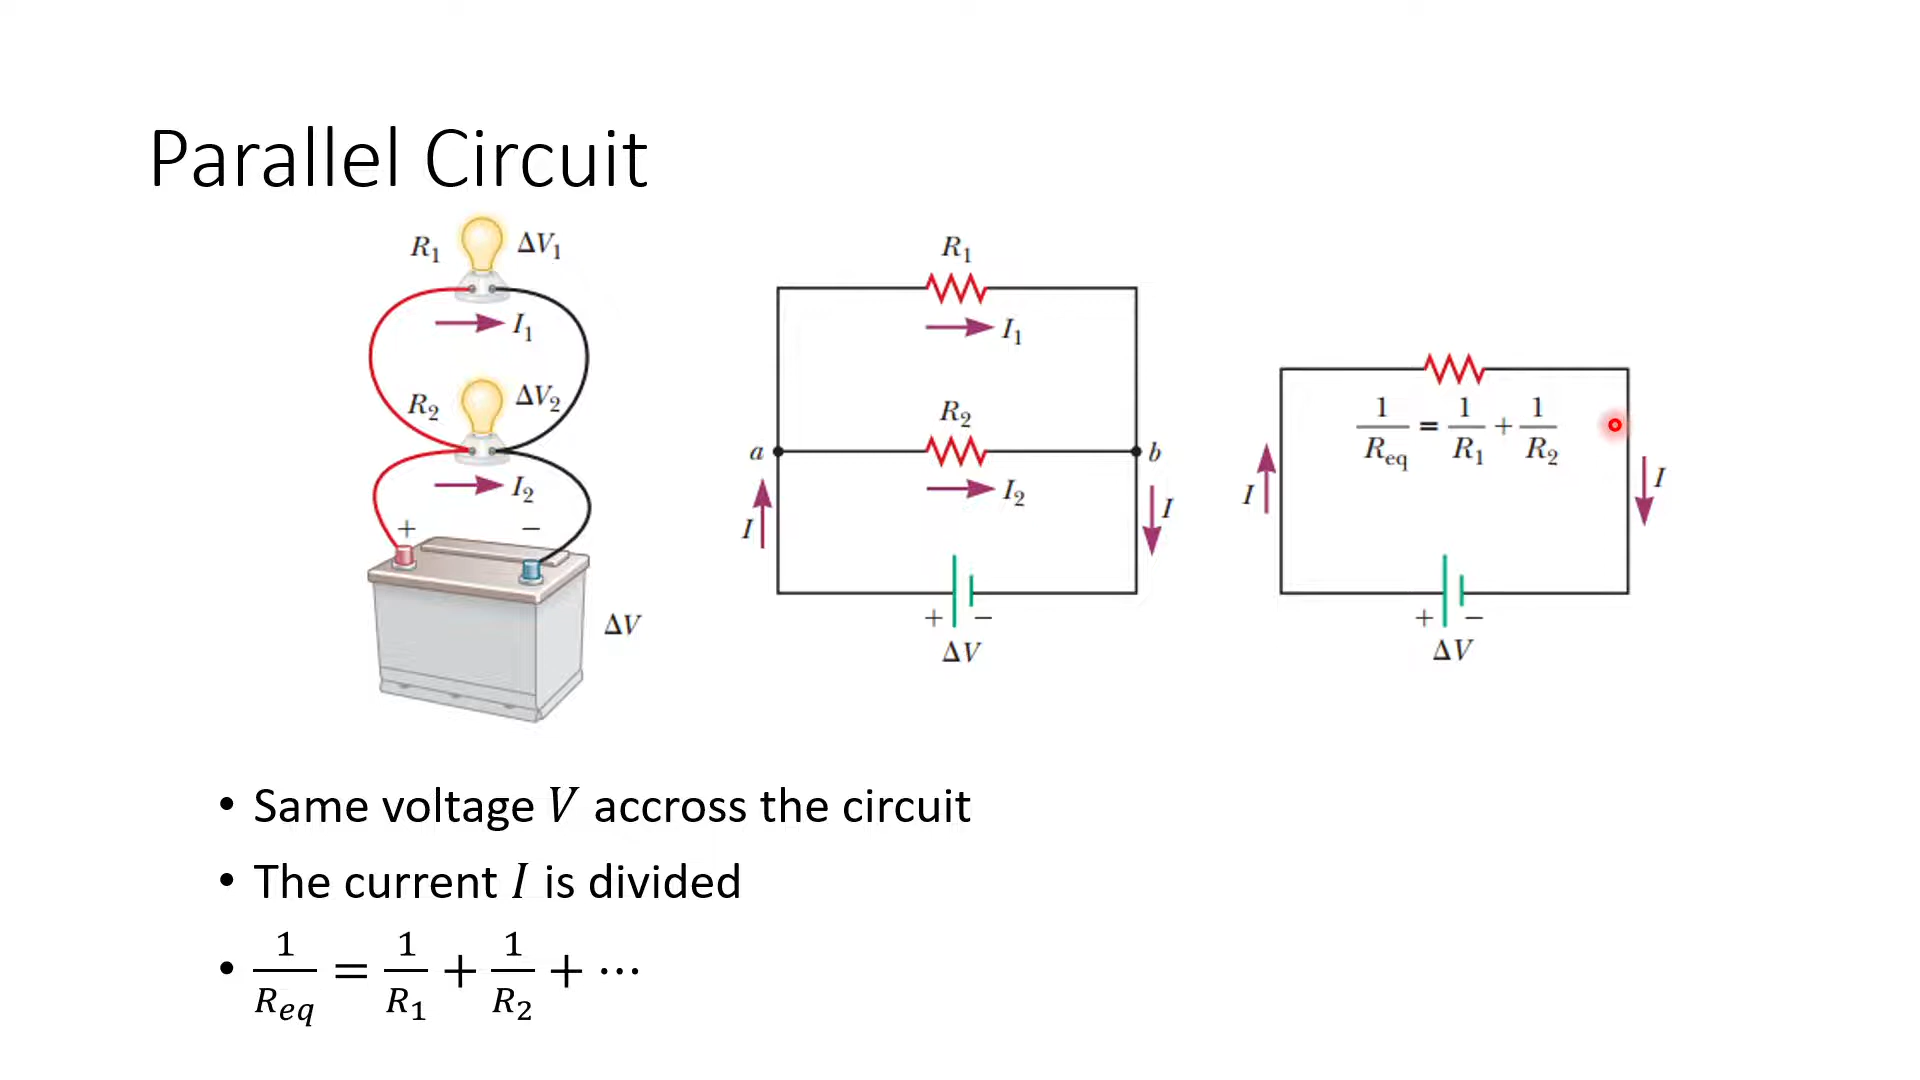 Parallel Circuit
R₁ ΔV₁
I₁
R₂ ΔV₂
I₂
+ −
ΔV
R₁
I₁
R₂
a b
I₂
I I
+ −
ΔV
1/R_eq = 1/R₁ + 1/R₂
I I
+ −
ΔV
• Same voltage V accross the circuit
• The current I is divided
• 1/R_eq = 1/R₁ + 1/R₂ + ⋯